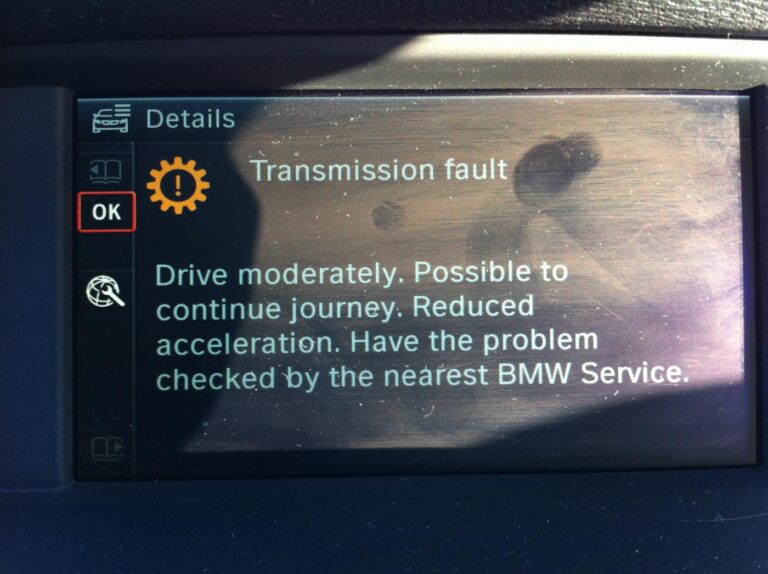 Details
Transmission fault
OK
Drive moderately. Possible to
continue journey. Reduced
acceleration. Have the problem
checked by the nearest BMW Service.